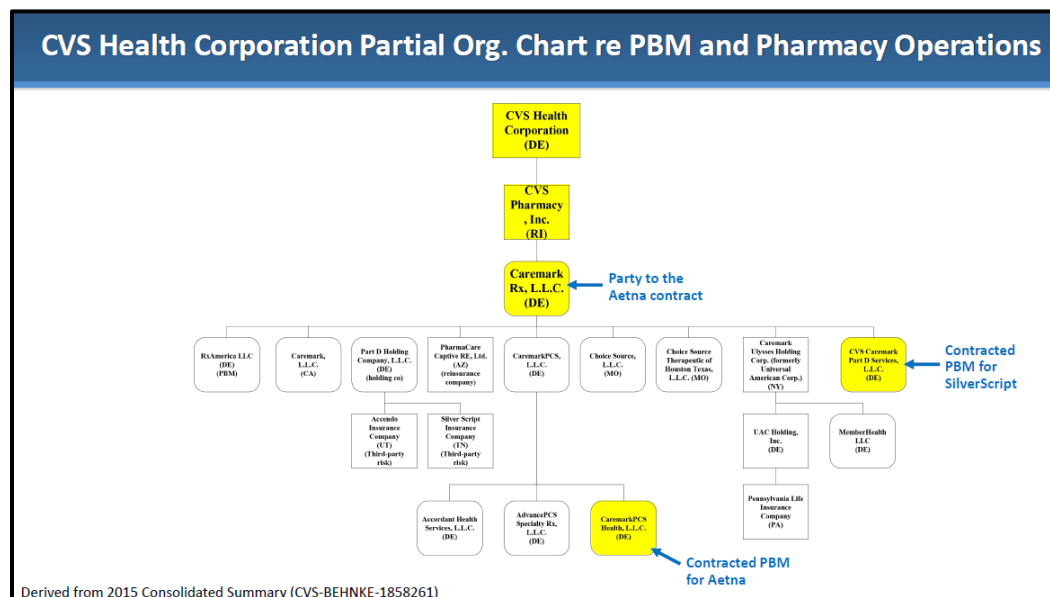 CVS Health Corporation Partial Org. Chart re PBM and Pharmacy Operations
CVS Health
Corporation
(DE)
CVS
Pharmacy
, Inc.
(RI)
Caremark
Rx, L.L.C.
(DE)
Party to the
Aetna contract
RxAmerica LLC
(DE)
(PBM)
Caremark,
L.L.C.
(CA)
Part D Holding
Company, L.L.C.
(DE)
(holding co)
PharmaCare
Captive RE, Ltd.
(AZ)
(reinsurance
company)
CaremarkPCS,
L.L.C.
(DE)
Choice Source,
L.L.C.
(MO)
Choice Source
Therapeutic of
Houston Texas,
L.L.C. (MO)
Caremark
Ulysses Holding
Corp. (formerly
Universal
American Corp.)
(NY)
CVS Caremark
Part D Services,
L.L.C.
(DE)
Contracted
PBM for
SilverScript
Accendo
Insurance
Company
(UT)
(Third-party
risk)
Silver Script
Insurance
Company
(TN)
(Third-party
risk)
UAC Holding,
Inc.
(DE)
MemberHealth
LLC
(DE)
Accordant Health
Services, L.L.C.
(DE)
AdvancePCS
Specialty Rx,
L.L.C.
(DE)
CaremarkPCS
Health, L.L.C.
(DE)
Pennsylvania Life
Insurance
Company
(PA)
Contracted PBM
for Aetna
Derived from 2015 Consolidated Summary (CVS-BEHNKE-1858261)